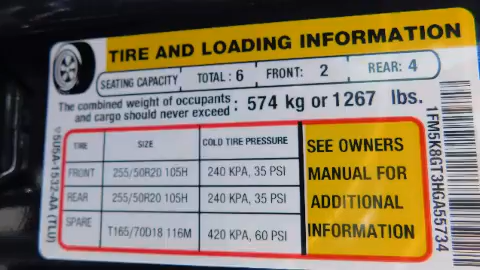 TIRE AND LOADING INFORMATION
SEATING CAPACITY TOTAL : 6 FRONT: 2 REAR: 4
The combined weight of occupants and cargo should never exceed : 574 kg or 1267 lbs.
TIRE SIZE COLD TIRE PRESSURE
FRONT 255/50R20 105H 240 KPA, 35 PSI
REAR 255/50R20 105H 240 KPA, 35 PSI
SPARE T165/70D18 116M 420 KPA, 60 PSI
SEE OWNERS
MANUAL FOR
ADDITIONAL
INFORMATION
1FM5K8GT3HGA55734